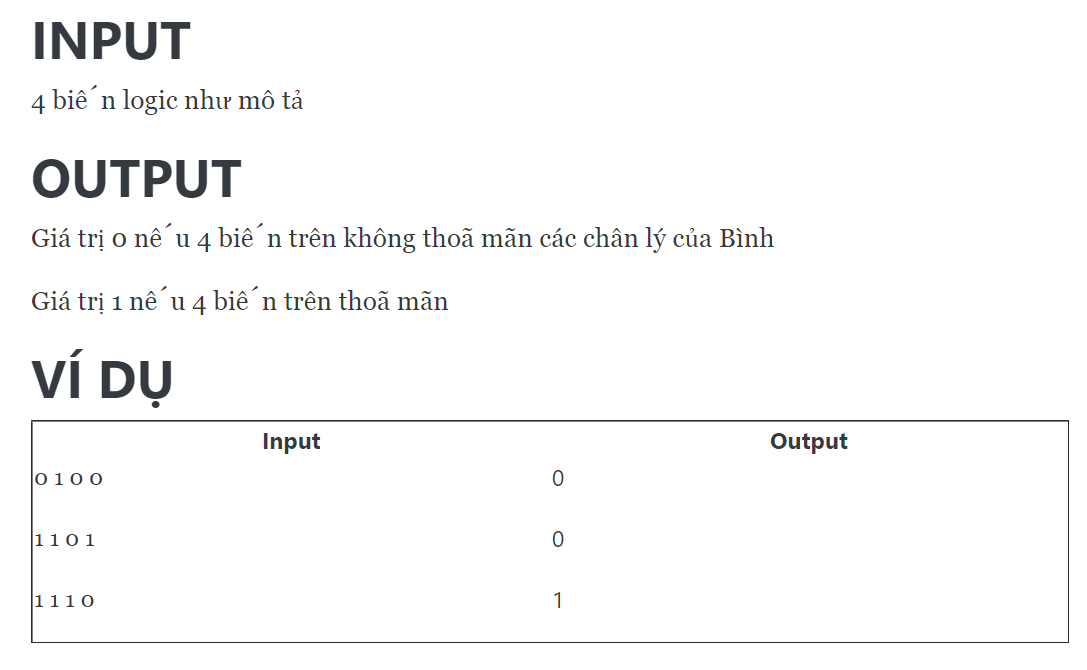 INPUT
4 biến logic như mô tả
OUTPUT
Giá trị 0 nếu 4 biến trên không thoã mãn các chân lý của Bình
Giá trị 1 nếu 4 biến trên thoã mãn
VÍ DỤ
Input Output
0 1 0 0 0
1 1 0 1 0
1 1 1 0 1